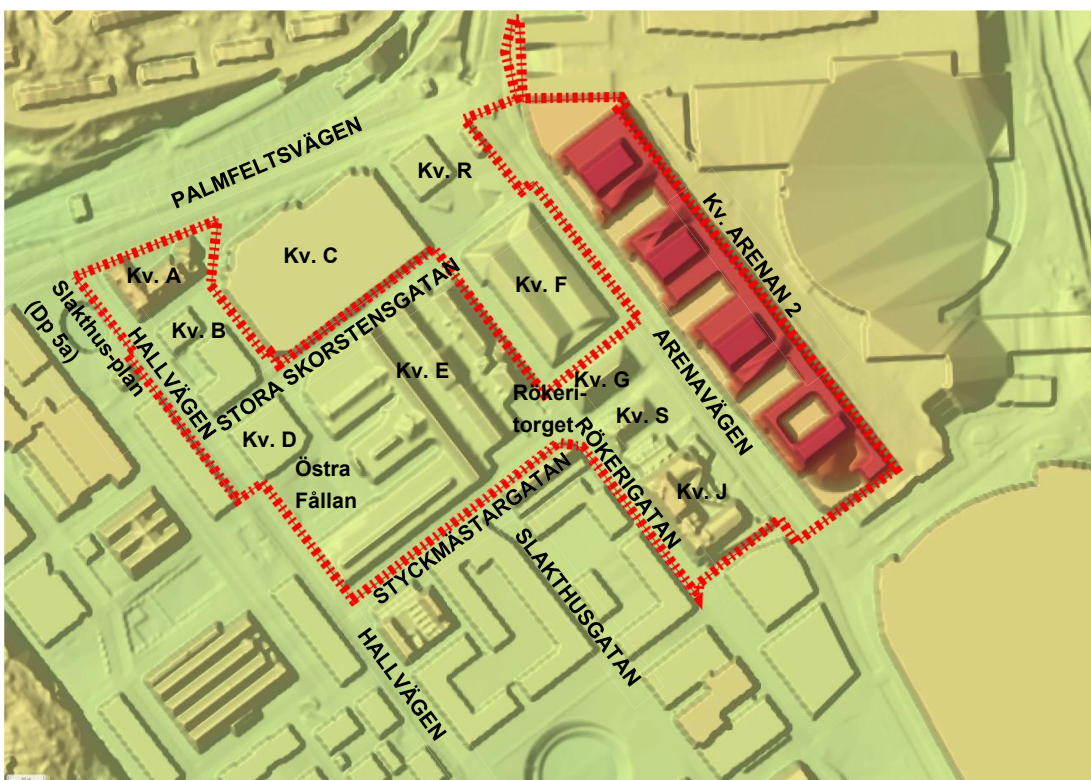 PALMFELTSVÄGEN
Kv. R
Kv. ARENAN 2
Kv. C
Kv. A
Kv. F
Slakthus-plan
(Dp 5a)
Kv. B
HALLVÄGEN
STORA SKORSTENSGATAN
Kv. E
ARENAVÄGEN
Kv. G
Rökeri-
torget
Kv. S
RÖKERIGATAN
Kv. D
Östra
Fållan
Kv. J
STYCKMÄSTARGATAN
SLAKTHUSGATAN
HALLVÄGEN